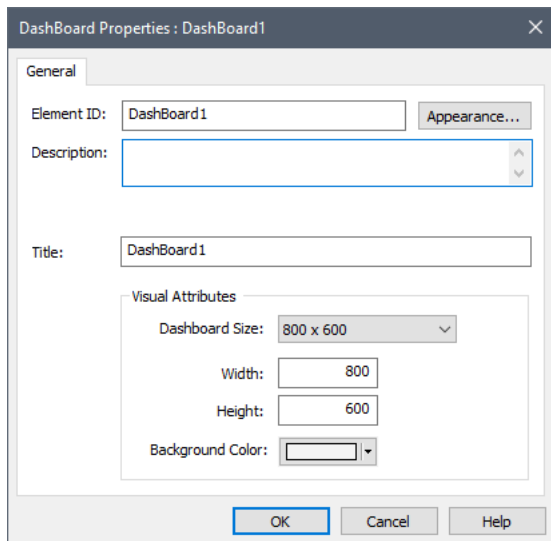 DashBoard Properties : DashBoard1
General
Element ID: DashBoard1 Appearance...
Description:
Title: DashBoard1
Visual Attributes
Dashboard Size: 800 x 600
Width: 800
Height: 600
Background Color:
OK Cancel Help